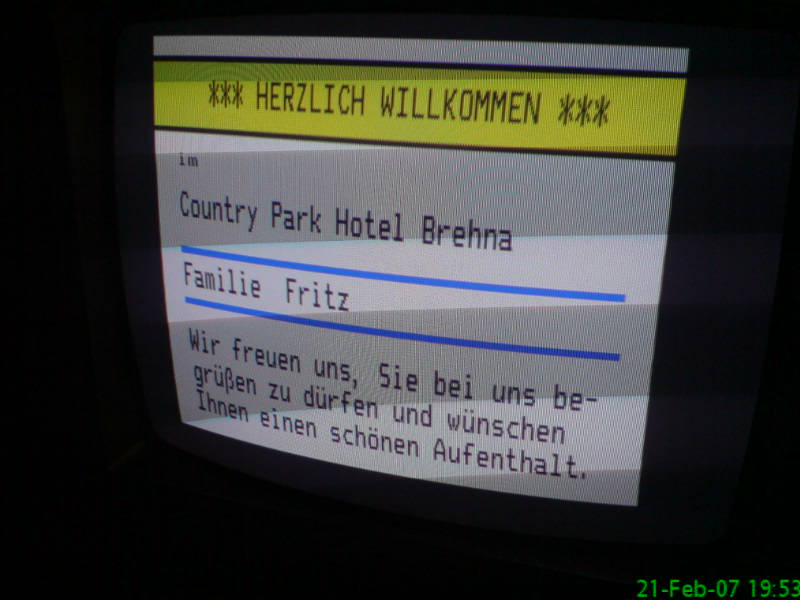 *** HERZLICH WILLKOMMEN ***
im
Country Park Hotel Brehna
Familie Fritz
Wir freuen uns, Sie bei uns be-
grüßen zu dürfen und wünschen
Ihnen einen schönen Aufenthalt.
21-Feb-07 19:53